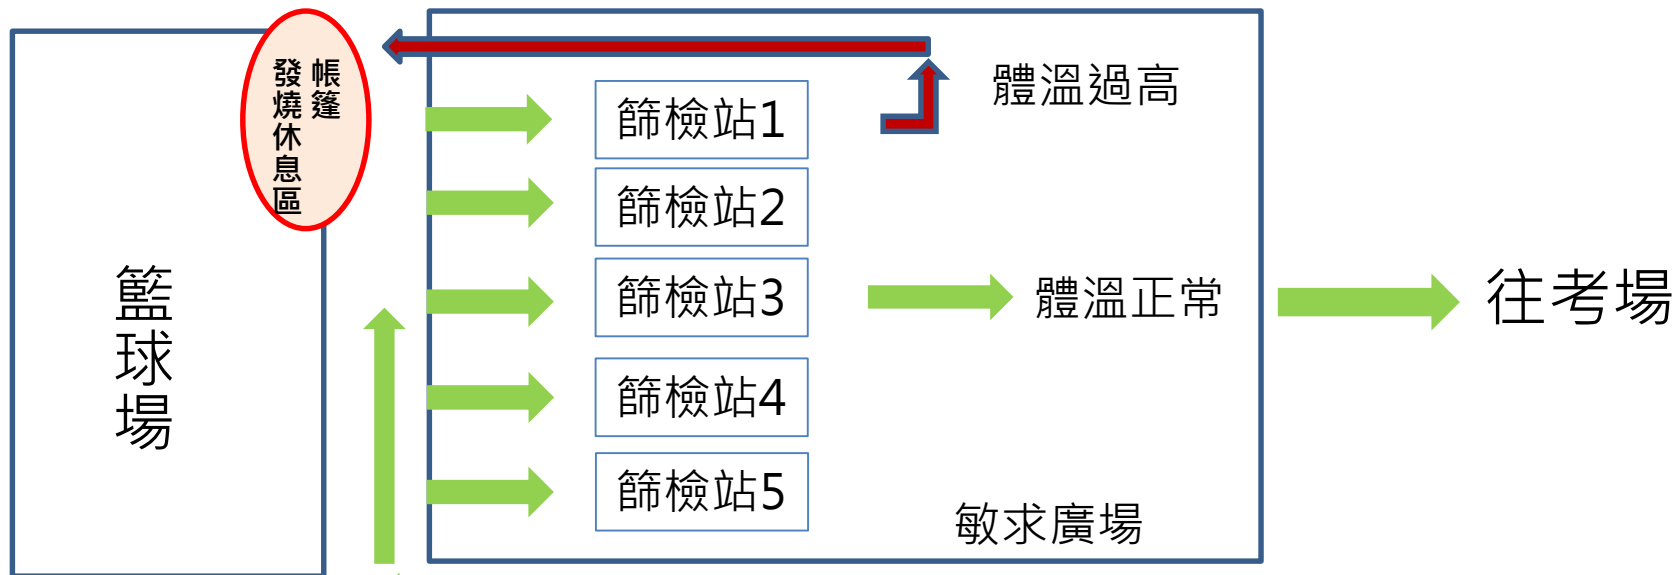 帳篷
發燒休息區
體溫過高
篩檢站1
篩檢站2
篩檢站3
篩檢站4
篩檢站5
體溫正常
往考場
籃球場
敏求廣場